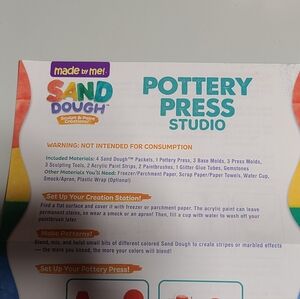 made by me!
SAND
DOUGH™
Sculpt & Paint
Creations!
POTTERY
PRESS
STUDIO
WARNING: NOT INTENDED FOR CONSUMPTION
Included Materials: 4 Sand Dough™ Packets, 1 Pottery Press, 3 Base Molds, 3 Press Molds,
3 Sculpting Tools, 2 Acrylic Paint Strips, 2 Paintbrushes, 1 Glitter Glue Tubes, Gemstones
Other Materials You'll Need: Freezer/Parchment Paper, Scrap Paper/Paper Towels, Water Cup,
Smock/Apron, Plastic Wrap (Optional)
Set Up Your Creation Station!
Find a flat surface and cover it with freezer or parchment paper. The acrylic paint can leave
permanent stains, so wear a smock or an apron! Then, fill a cup with water to wash off your
paintbrush later.
Make Patterns!
Blend, mix, and twist small bits of different colored Sand Dough to create stripes or marbled effects
— the more you blend, the more your colors will blend!
Set Up Your Pottery Press!